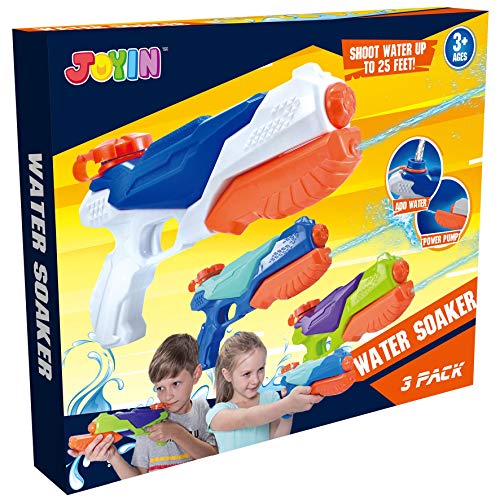 JOYIN
SHOOT WATER UP
TO 25 FEET!
3+
AGES
ADD WATER
POWER PUMP
WATER SOAKER
3 PACK
WATER SOAKER